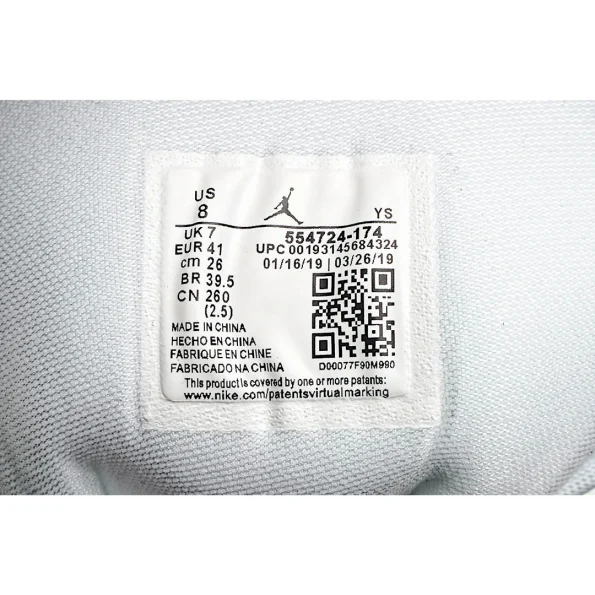 US
8 YS
UK 7 554724-174
EUR 41 UPC 00193145684324
cm 26 01/16/19 | 03/26/19
BR 39.5
CN 260
(2.5)
MADE IN CHINA
HECHO EN CHINA
FABRIQUE EN CHINE
FABRICADO NA CHINA D00077F90M990
This product is covered by one or more patents:
www.nike.com/patentsvirtualmarking